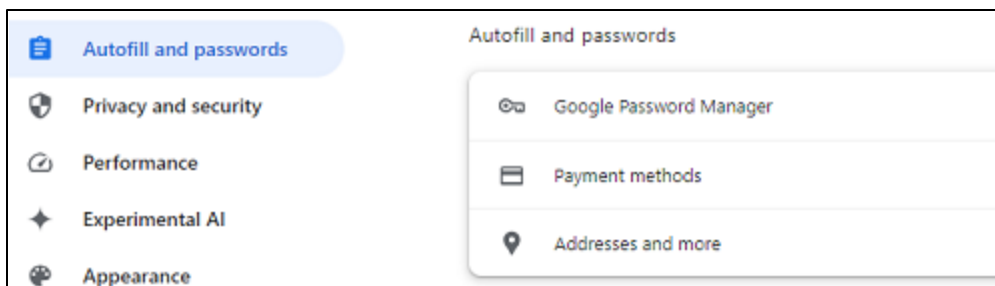 Autofill and passwords
Privacy and security
Performance
Experimental AI
Appearance
Autofill and passwords
Google Password Manager
Payment methods
Addresses and more